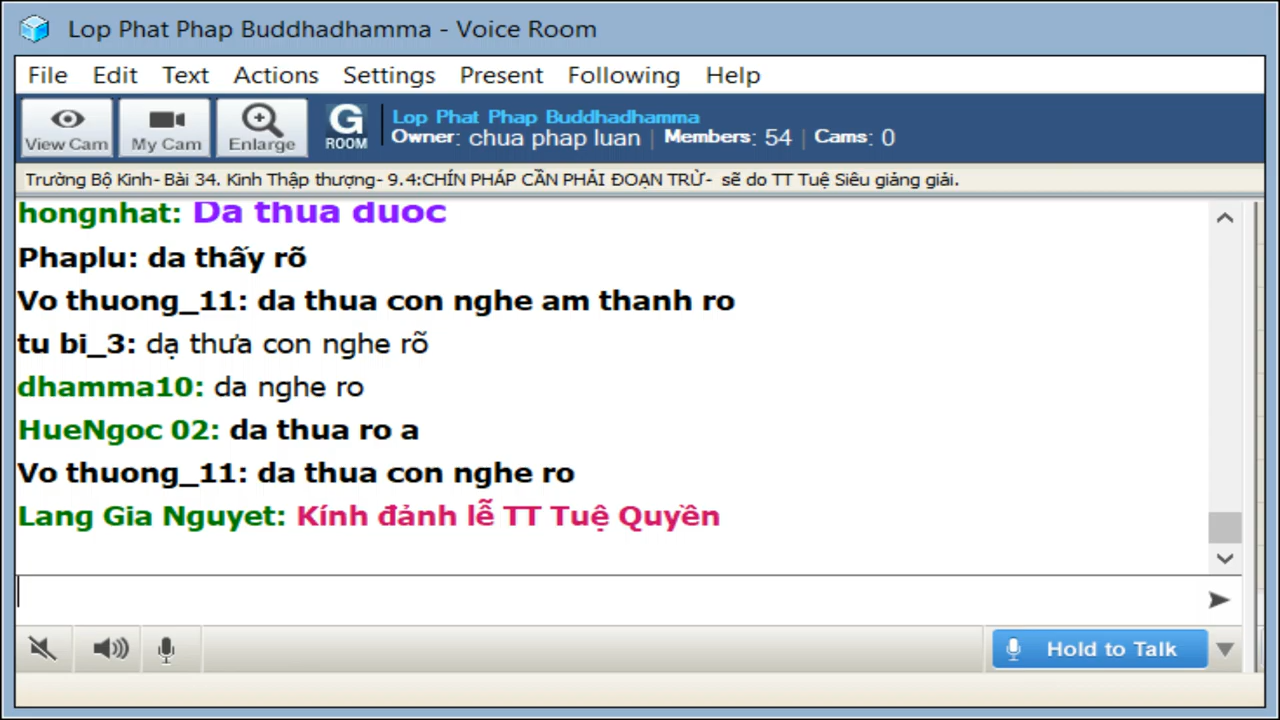 Lop Phat Phap Buddhadhamma - Voice Room
File Edit Text Actions Settings Present Following Help
View Cam My Cam Enlarge G ROOM
Lop Phat Phap Buddhadhamma
Owner: chua phap luan | Members: 54 | Cams: 0
Trường Bộ Kinh- Bài 34. Kinh Thập thượng- 9.4:CHÍN PHÁP CẦN PHẢI ĐOẠN TRỪ- sẽ do TT Tuệ Siêu giảng giải.
hongnhat: Da thua duoc
Phaplu: da thấy rõ
Vo thuong_11: da thua con nghe am thanh ro
tu bi_3: dạ thưa con nghe rõ
dhamma10: da nghe ro
HueNgoc 02: da thua ro a
Vo thuong_11: da thua con nghe ro
Lang Gia Nguyet: Kính đảnh lễ TT Tuệ Quyền
Hold to Talk